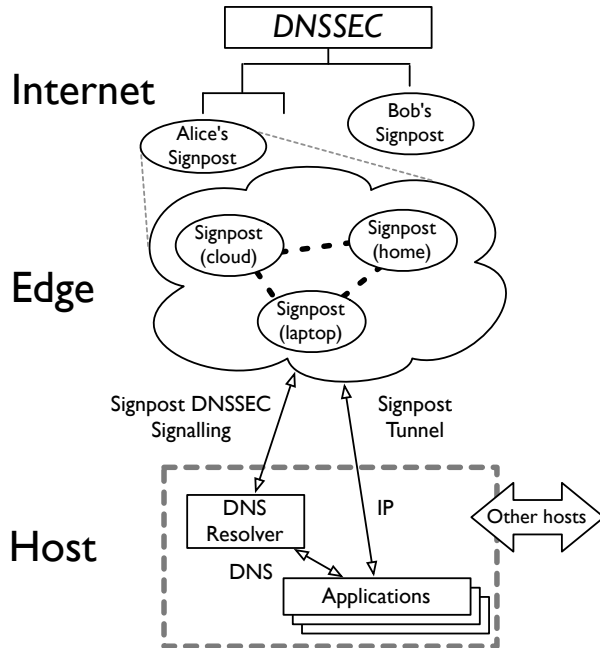 DNSSEC
Internet
Alice's
Signpost
Bob's
Signpost
Edge
Signpost
(cloud)
Signpost
(home)
Signpost
(laptop)
Signpost DNSSEC
Signalling
Signpost
Tunnel
Host
DNS
Resolver
IP
Other hosts
DNS
Applications